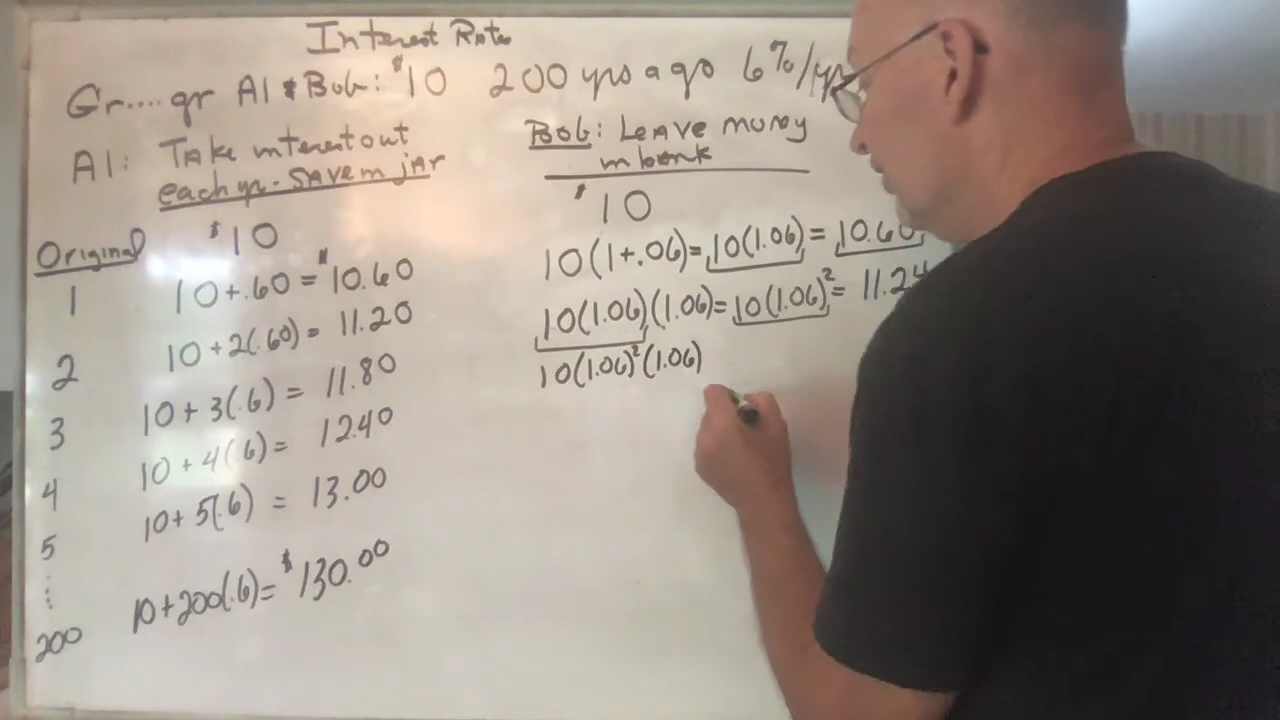 Interest Rates
Gr.... gr Al & Bob: $10 200 yrs ago 6%/yr
Al: Take interest out
each yr. Save in jar
Bob: Leave money
in bank
Original $10
1 10+.60 = $10.60
2 10+2(.60) = 11.20
3 10+3(.6) = 11.80
4 10+4(.6) = 12.40
5 10+5(.6) = 13.00
200 10+200(.6)= $130.00
$10
10(1+.06)=10(1.06)=10.60
10(1.06)(1.06)=10(1.06)²=11.24
10(1.06)²(1.06)